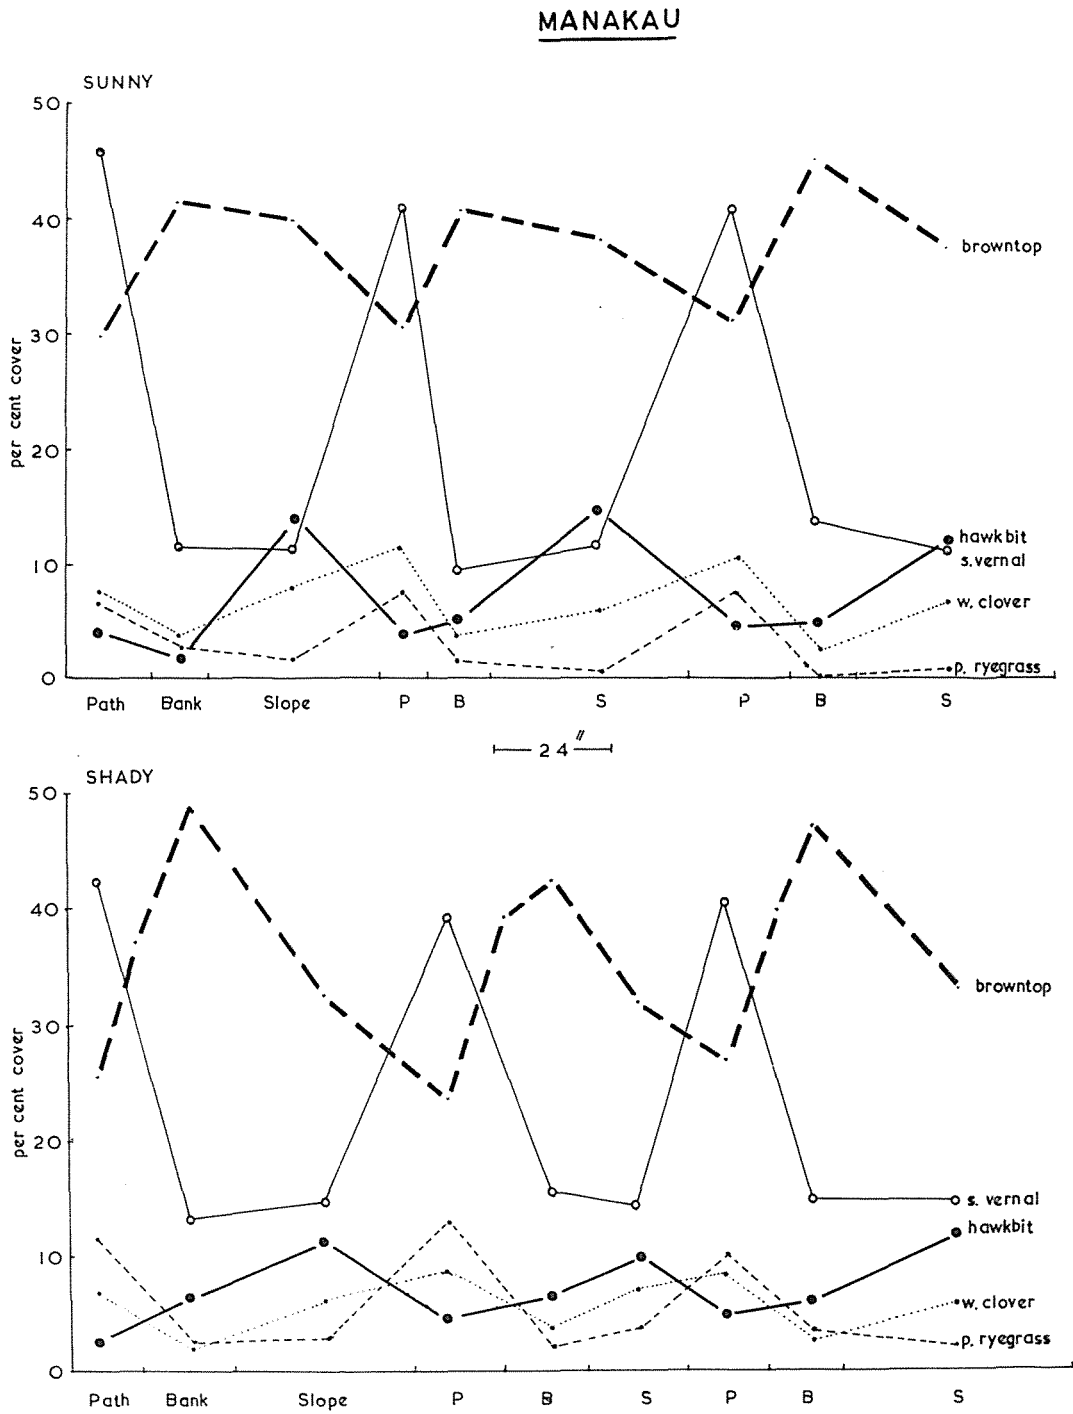 MANAKAU
SUNNY
50
40
30
20
10
0
per cent cover
browntop
hawkbit
s.vernal
w. clover
p. ryegrass
Path Bank Slope P B S P B S
24"
SHADY
50
40
30
20
10
0
per cent cover
browntop
s. vernal
hawkbit
w. clover
p. ryegrass
Path Bank Slope P B S P B S